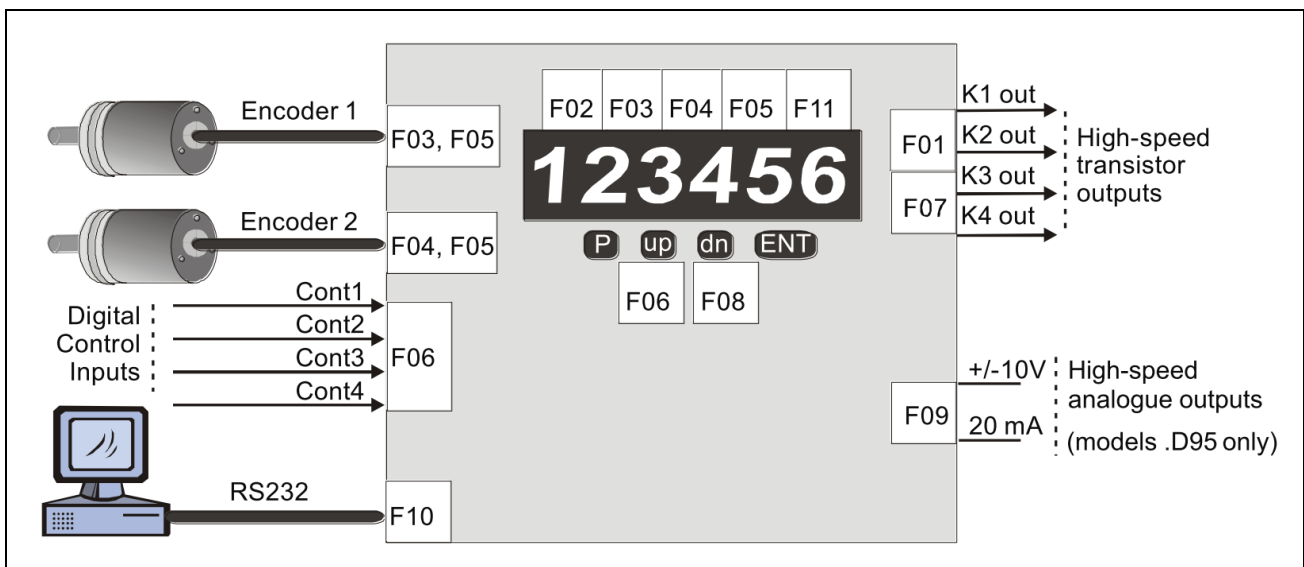 Encoder 1
F03, F05
Encoder 2
F04, F05
Digital
Control
Inputs
Cont1
Cont2
Cont3
Cont4
F06
RS232
F10
F02 F03 F04 F05 F11
123456
P up dn ENT
F06 F08
F01
F07
K1 out
K2 out
K3 out
K4 out
High-speed
transistor
outputs
F09
+/-10V
20 mA
High-speed
analogue outputs
(models .D95 only)